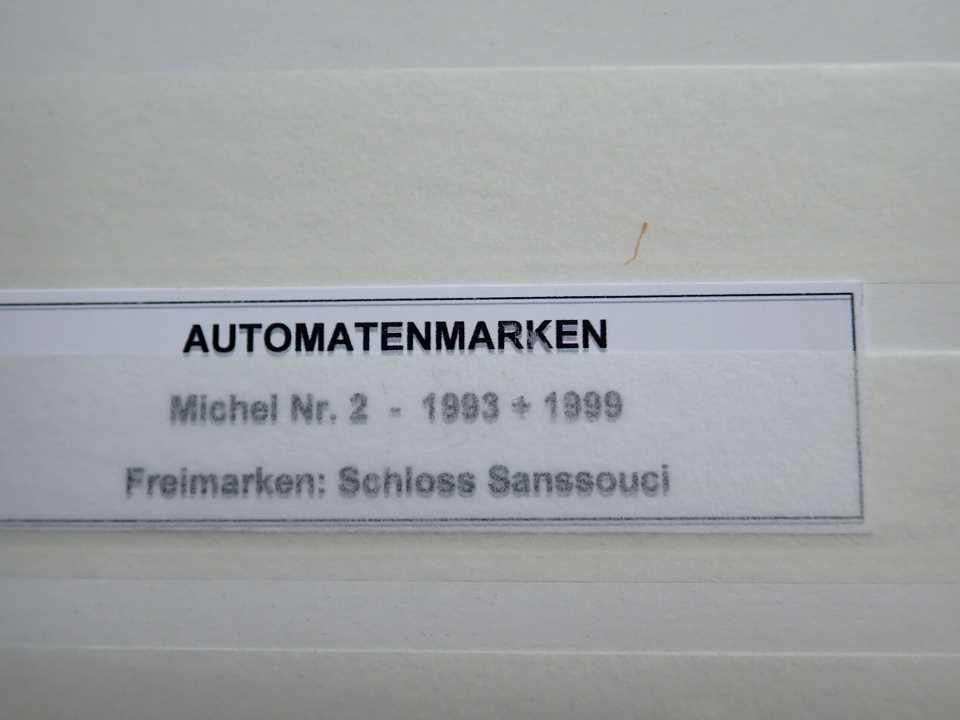 AUTOMATENMARKEN
Michel Nr. 2 - 1993 + 1999
Freimarken: Schloss Sanssouci